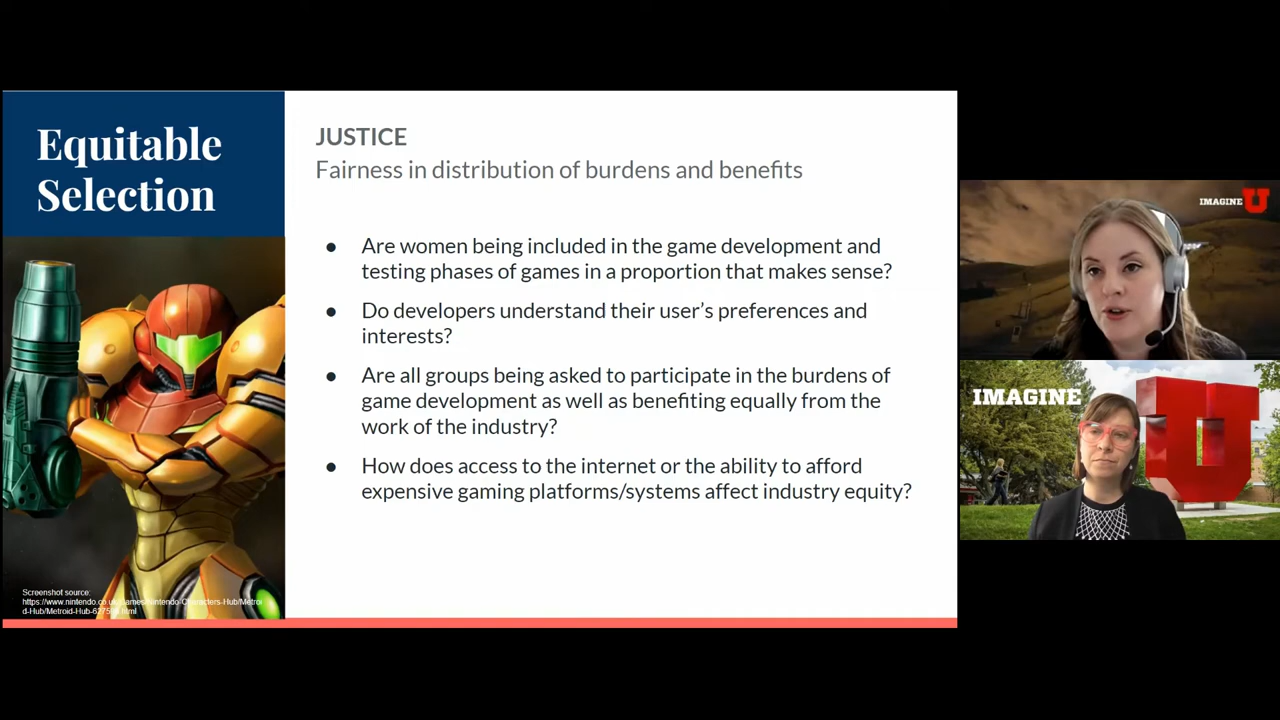 Equitable
Selection
JUSTICE
Fairness in distribution of burdens and benefits
● Are women being included in the game development and
testing phases of games in a proportion that makes sense?
● Do developers understand their user's preferences and
interests?
● Are all groups being asked to participate in the burdens of
game development as well as benefiting equally from the
work of the industry?
● How does access to the internet or the ability to afford
expensive gaming platforms/systems affect industry equity?
Screenshot source:
IMAGINE U
IMAGINE U